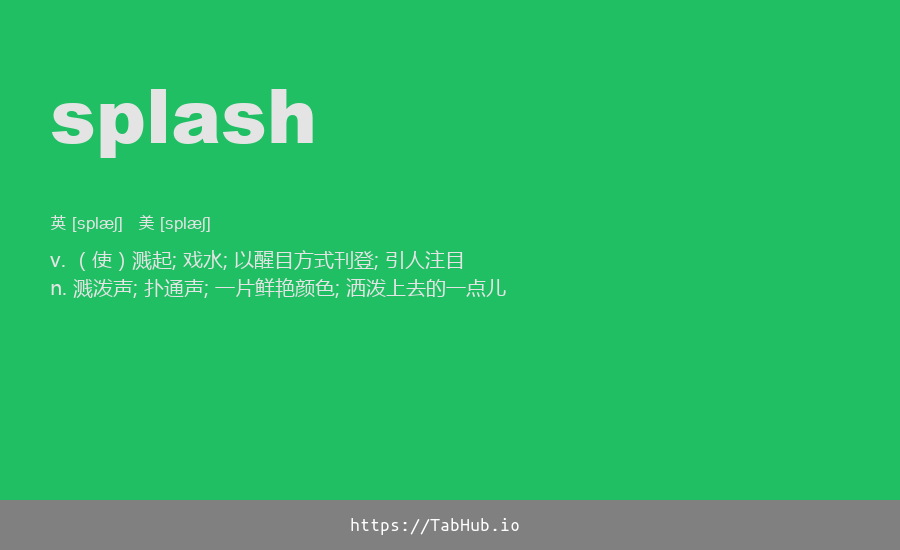 splash
英 [splæʃ] 美 [splæʃ]
v. （使）溅起; 戏水; 以醒目方式刊登; 引人注目
n. 溅泼声; 扑通声; 一片鲜艳颜色; 洒泼上去的一点儿
https://TabHub.io